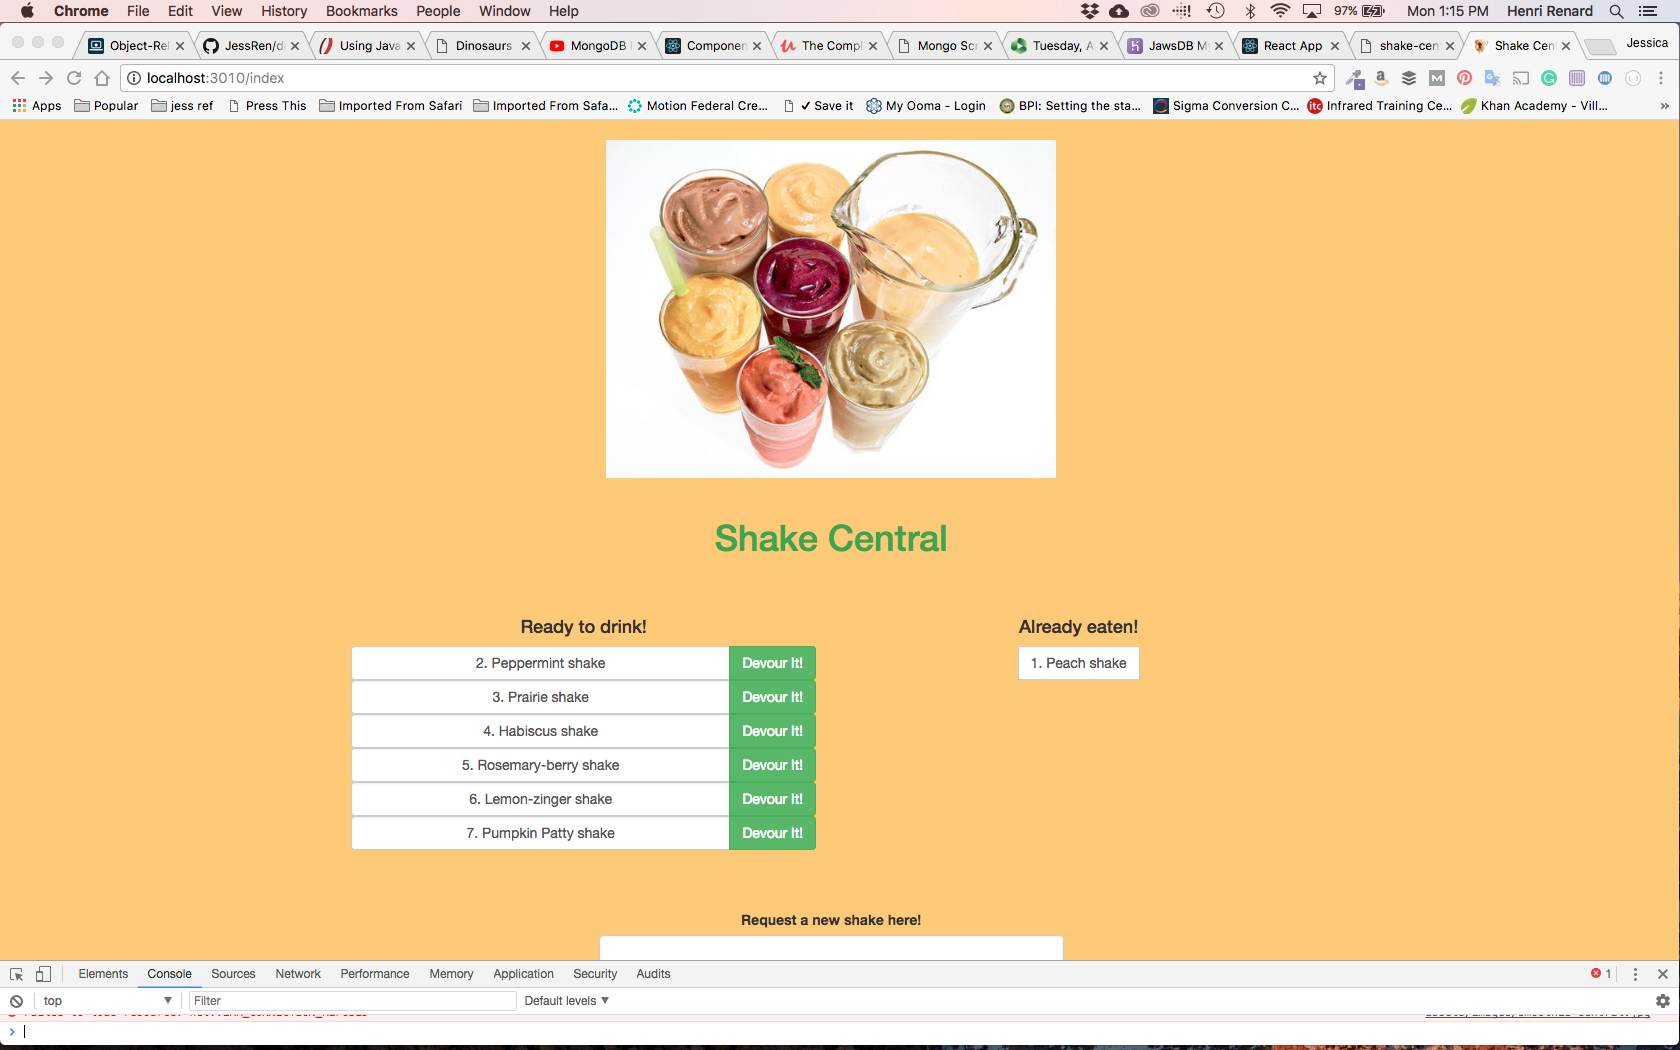 Chrome File Edit View History Bookmarks People Window Help 97% Mon 1:15 PM Henri Renard
Object-Rel JessRen/di Using Java Dinosaurs MongoDB Componen The Compl Mongo Scr Tuesday, A JawsDB M React App shake-cen Shake Cen Jessica
localhost:3010/index
Apps Popular jess ref Press This Imported From Safari Imported From Safa... Motion Federal Cre... ✓ Save it My Ooma - Login BPI: Setting the sta... Sigma Conversion C... itc Infrared Training Ce... Khan Academy - Vill... »
Shake Central
Ready to drink!
2. Peppermint shake Devour It!
3. Prairie shake Devour It!
4. Habiscus shake Devour It!
5. Rosemary-berry shake Devour It!
6. Lemon-zinger shake Devour It!
7. Pumpkin Patty shake Devour It!
Already eaten!
1. Peach shake
Request a new shake here!
Elements Console Sources Network Performance Memory Application Security Audits 1
top Filter Default levels